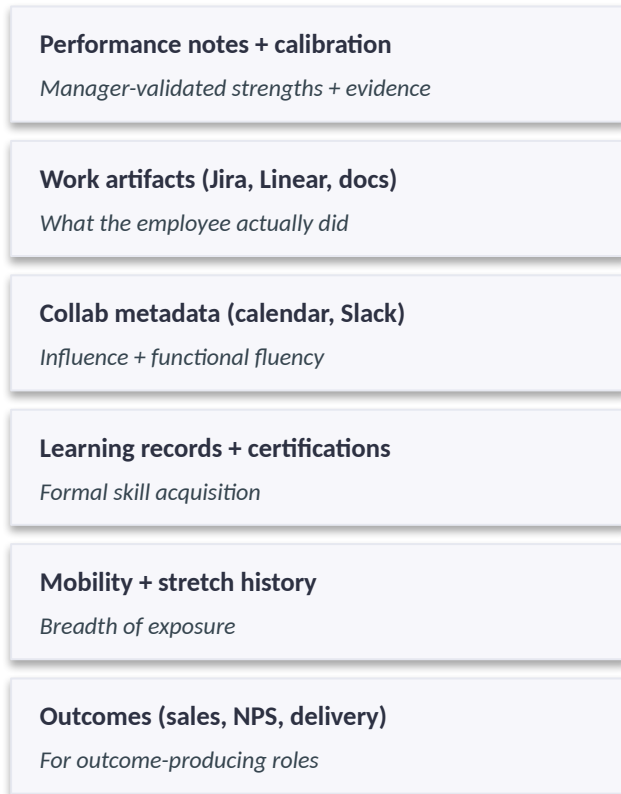 Performance notes + calibration
Manager-validated strengths + evidence
Work artifacts (Jira, Linear, docs)
What the employee actually did
Collab metadata (calendar, Slack)
Influence + functional fluency
Learning records + certifications
Formal skill acquisition
Mobility + stretch history
Breadth of exposure
Outcomes (sales, NPS, delivery)
For outcome-producing roles